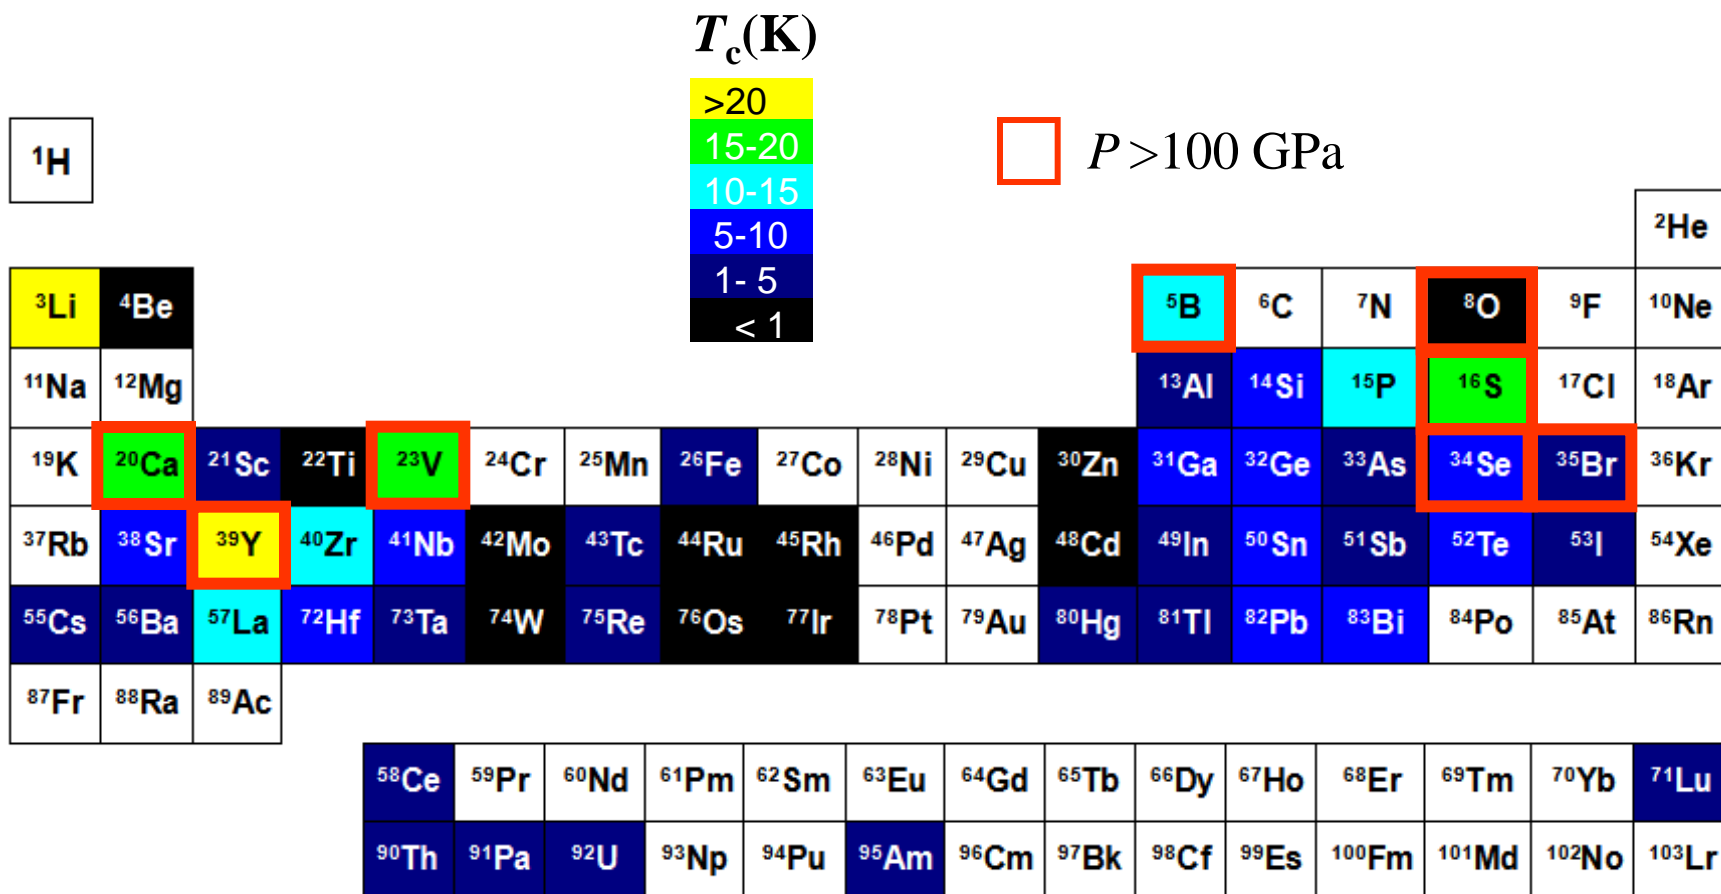 T_c(K)
>20
15-20
10-15
5-10
1- 5
< 1
P >100 GPa
¹H
²He
³Li ⁴Be ⁵B ⁶C ⁷N ⁸O ⁹F ¹⁰Ne
¹¹Na ¹²Mg ¹³Al ¹⁴Si ¹⁵P ¹⁶S ¹⁷Cl ¹⁸Ar
¹⁹K ²⁰Ca ²¹Sc ²²Ti ²³V ²⁴Cr ²⁵Mn ²⁶Fe ²⁷Co ²⁸Ni ²⁹Cu ³⁰Zn ³¹Ga ³²Ge ³³As ³⁴Se ³⁵Br ³⁶Kr
³⁷Rb ³⁸Sr ³⁹Y ⁴⁰Zr ⁴¹Nb ⁴²Mo ⁴³Tc ⁴⁴Ru ⁴⁵Rh ⁴⁶Pd ⁴⁷Ag ⁴⁸Cd ⁴⁹In ⁵⁰Sn ⁵¹Sb ⁵²Te ⁵³I ⁵⁴Xe
⁵⁵Cs ⁵⁶Ba ⁵⁷La ⁷²Hf ⁷³Ta ⁷⁴W ⁷⁵Re ⁷⁶Os ⁷⁷Ir ⁷⁸Pt ⁷⁹Au ⁸⁰Hg ⁸¹Tl ⁸²Pb ⁸³Bi ⁸⁴Po ⁸⁵At ⁸⁶Rn
⁸⁷Fr ⁸⁸Ra ⁸⁹Ac
⁵⁸Ce ⁵⁹Pr ⁶⁰Nd ⁶¹Pm ⁶²Sm ⁶³Eu ⁶⁴Gd ⁶⁵Tb ⁶⁶Dy ⁶⁷Ho ⁶⁸Er ⁶⁹Tm ⁷⁰Yb ⁷¹Lu
⁹⁰Th ⁹¹Pa ⁹²U ⁹³Np ⁹⁴Pu ⁹⁵Am ⁹⁶Cm ⁹⁷Bk ⁹⁸Cf ⁹⁹Es ¹⁰⁰Fm ¹⁰¹Md ¹⁰²No ¹⁰³Lr